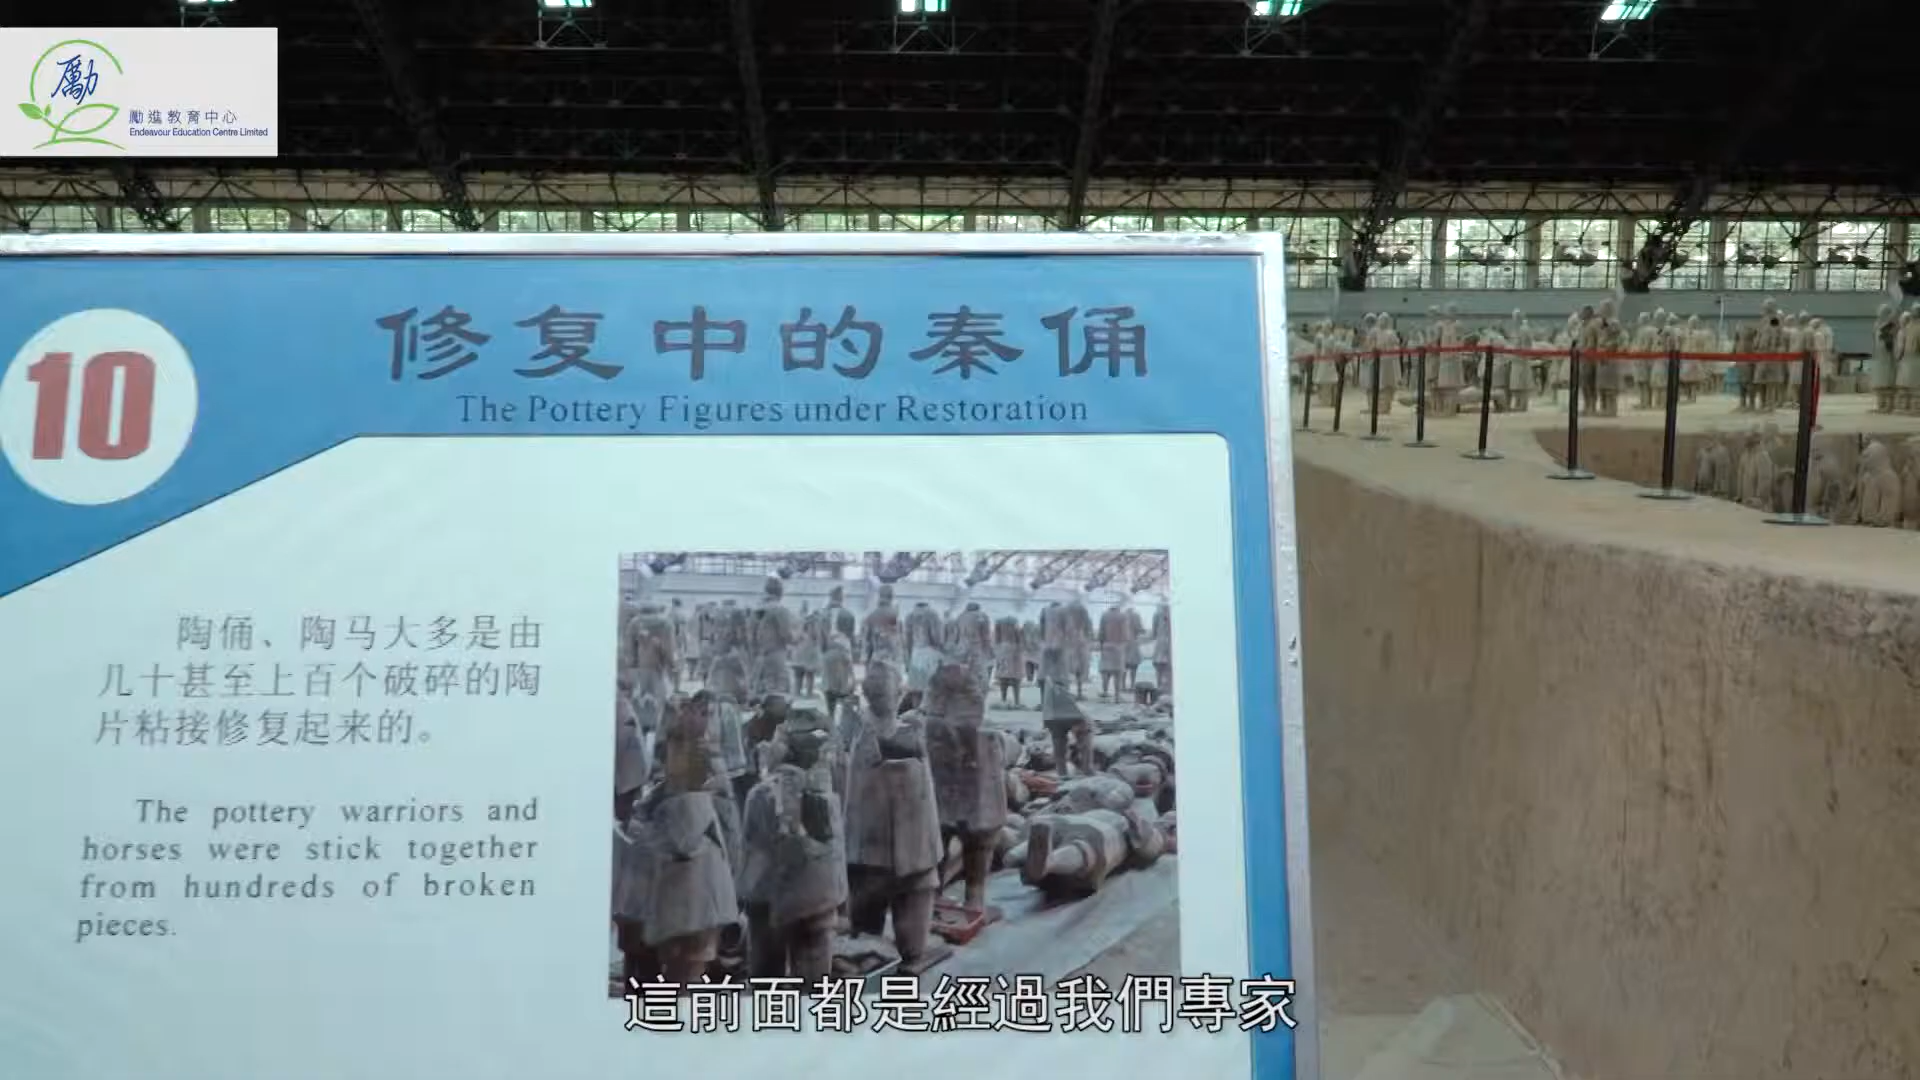 勵
勵進教育中心
Endeavour Education Centre Limited
10
修复中的秦俑
The Pottery Figures under Restoration
陶俑、陶马大多是由
几十甚至上百个破碎的陶
片粘接修复起来的。
The pottery warriors and
horses were stick together
from hundreds of broken
pieces.
這前面都是經過我們專家